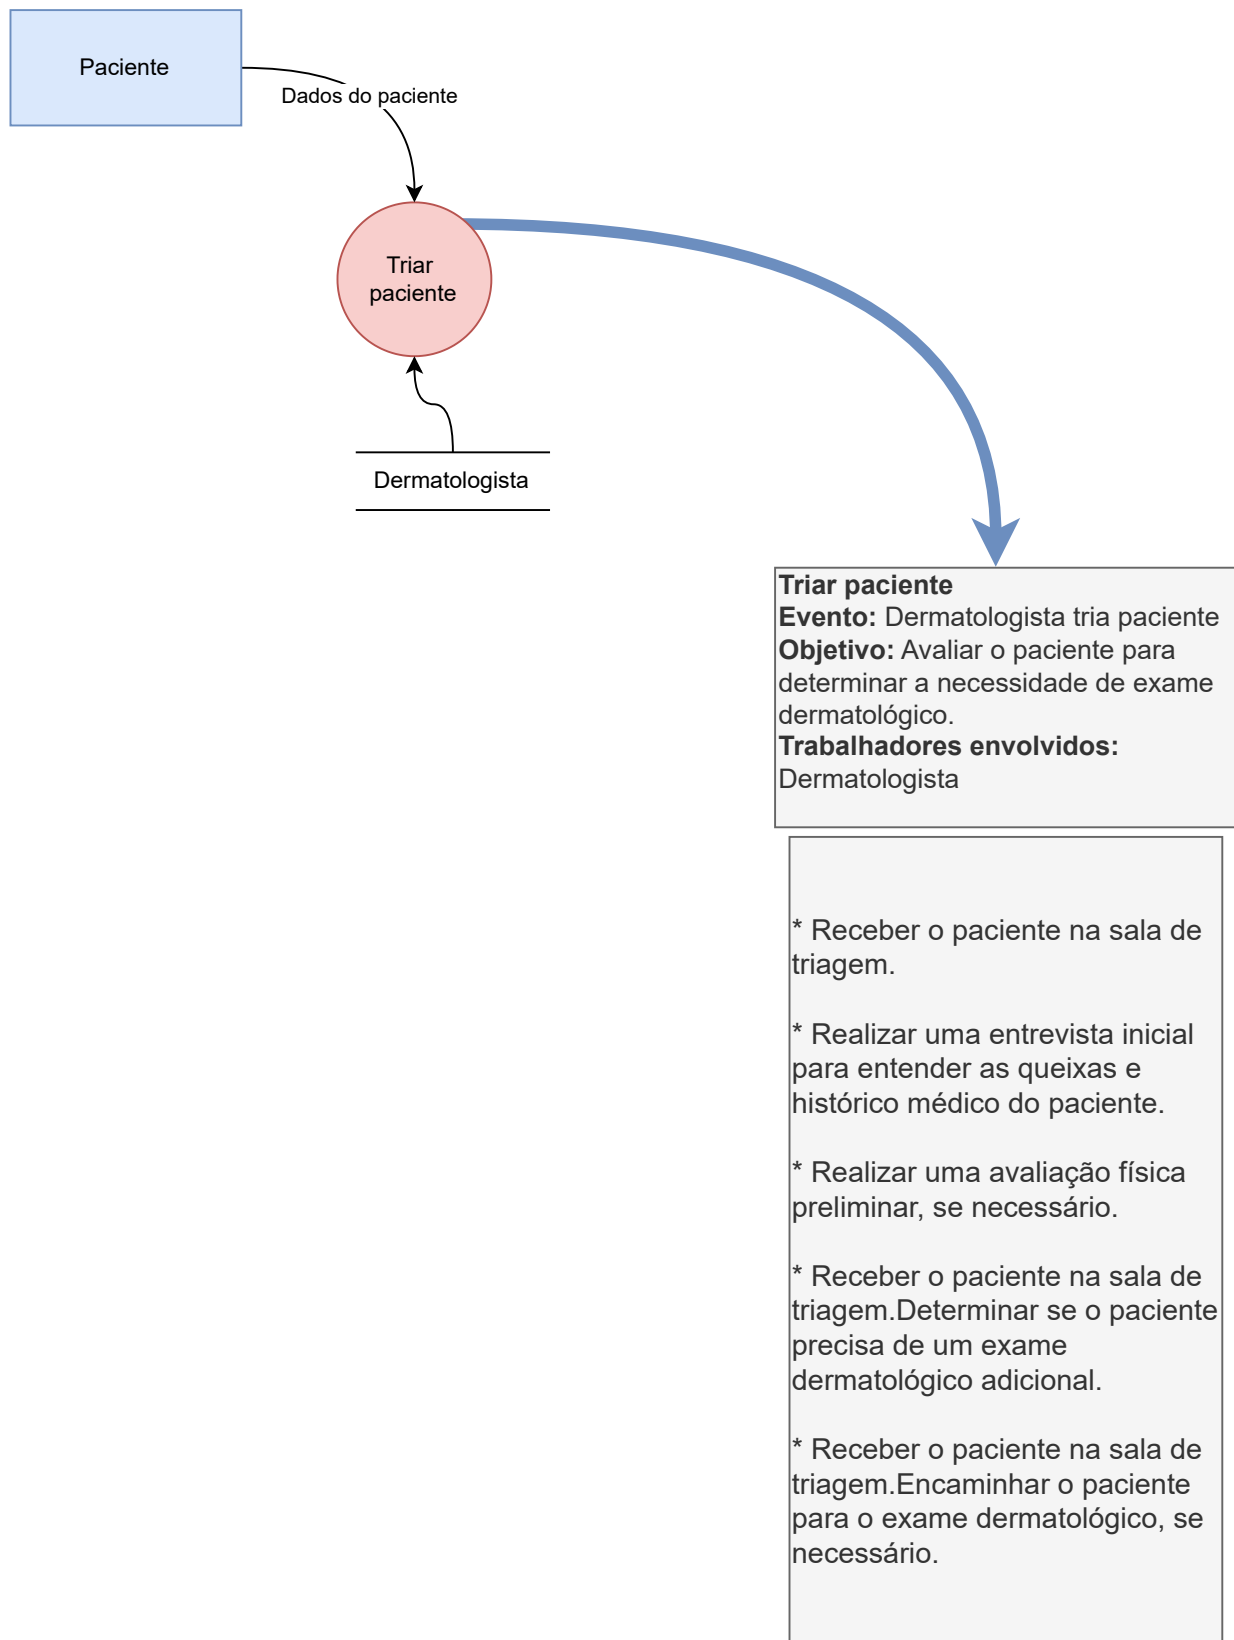 Paciente
Dados do paciente
Triar
paciente
Dermatologista
Triar paciente
Evento: Dermatologista tria paciente
Objetivo: Avaliar o paciente para
determinar a necessidade de exame
dermatológico.
Trabalhadores envolvidos:
Dermatologista
* Receber o paciente na sala de
triagem.
* Realizar uma entrevista inicial
para entender as queixas e
histórico médico do paciente.
* Realizar uma avaliação física
preliminar, se necessário.
* Receber o paciente na sala de
triagem.Determinar se o paciente
precisa de um exame
dermatológico adicional.
* Receber o paciente na sala de
triagem.Encaminhar o paciente
para o exame dermatológico, se
necessário.